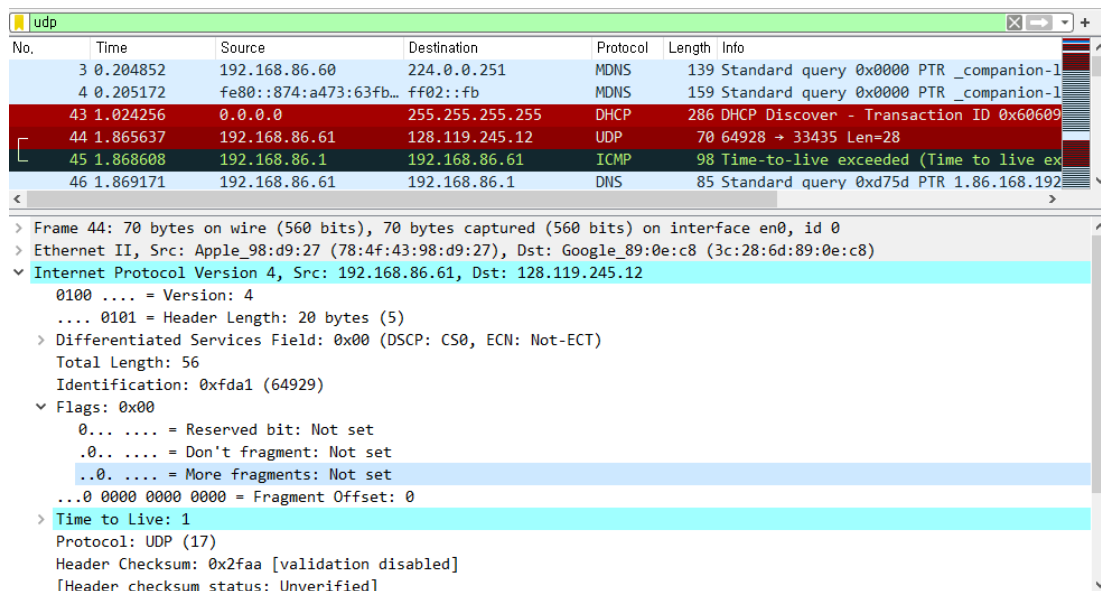 udp
No. Time Source Destination Protocol Length Info
3 0.204852 192.168.86.60 224.0.0.251 MDNS 139 Standard query 0x0000 PTR _companion-l
4 0.205172 fe80::874:a473:63fb… ff02::fb MDNS 159 Standard query 0x0000 PTR _companion-l
43 1.024256 0.0.0.0 255.255.255.255 DHCP 286 DHCP Discover - Transaction ID 0x60609
44 1.865637 192.168.86.61 128.119.245.12 UDP 70 64928 → 33435 Len=28
45 1.868608 192.168.86.1 192.168.86.61 ICMP 98 Time-to-live exceeded (Time to live ex
46 1.869171 192.168.86.61 192.168.86.1 DNS 85 Standard query 0xd75d PTR 1.86.168.192
Frame 44: 70 bytes on wire (560 bits), 70 bytes captured (560 bits) on interface en0, id 0
Ethernet II, Src: Apple_98:d9:27 (78:4f:43:98:d9:27), Dst: Google_89:0e:c8 (3c:28:6d:89:0e:c8)
Internet Protocol Version 4, Src: 192.168.86.61, Dst: 128.119.245.12
0100 .... = Version: 4
.... 0101 = Header Length: 20 bytes (5)
Differentiated Services Field: 0x00 (DSCP: CS0, ECN: Not-ECT)
Total Length: 56
Identification: 0xfda1 (64929)
Flags: 0x00
0... .... = Reserved bit: Not set
.0.. .... = Don't fragment: Not set
..0. .... = More fragments: Not set
...0 0000 0000 0000 = Fragment Offset: 0
Time to Live: 1
Protocol: UDP (17)
Header Checksum: 0x2faa [validation disabled]
[Header checksum status: Unverified]